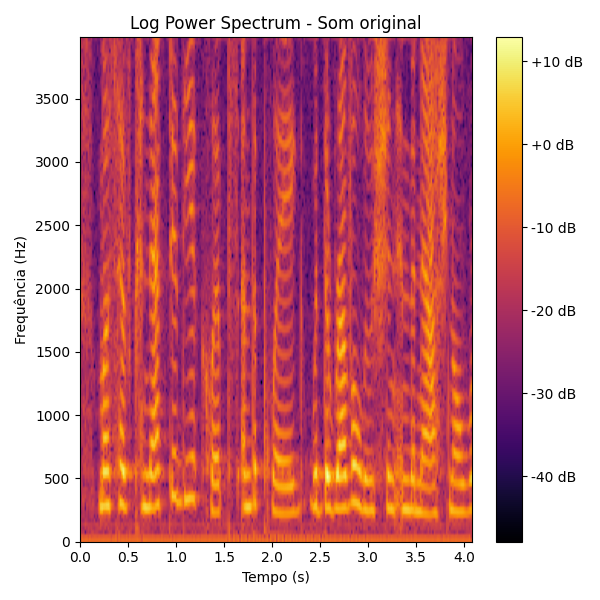 Log Power Spectrum - Som original
Frequência (Hz)
3500
3000
2500
2000
1500
1000
500
0
0.0 0.5 1.0 1.5 2.0 2.5 3.0 3.5 4.0
Tempo (s)
+10 dB
+0 dB
-10 dB
-20 dB
-30 dB
-40 dB